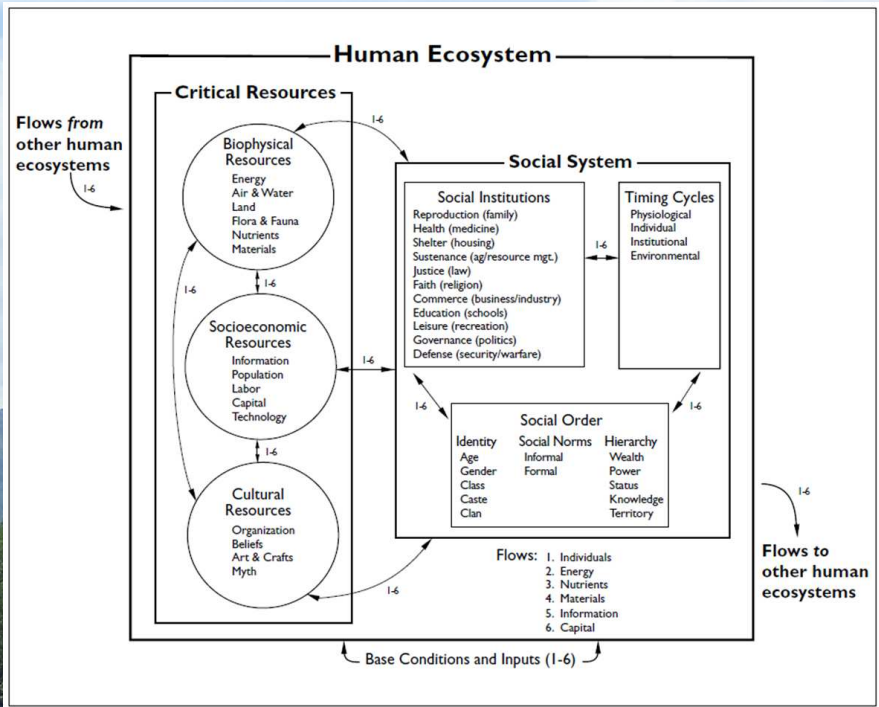 Human Ecosystem
Critical Resources
Flows from
other human
ecosystems
1-6
Biophysical
Resources
Energy
Air & Water
Land
Flora & Fauna
Nutrients
Materials
1-6
1-6
1-6
Socioeconomic
Resources
Information
Population
Labor
Capital
Technology
1-6
1-6
Cultural
Resources
Organization
Beliefs
Art & Crafts
Myth
1-6
Social System
Social Institutions
Reproduction (family)
Health (medicine)
Shelter (housing)
Sustenance (ag/resource mgt.)
Justice (law)
Faith (religion)
Commerce (business/industry)
Education (schools)
Leisure (recreation)
Governance (politics)
Defense (security/warfare)
1-6
Timing Cycles
Physiological
Individual
Institutional
Environmental
1-6
1-6
Social Order
Identity
Age
Gender
Class
Caste
Clan
Social Norms
Informal
Formal
Hierarchy
Wealth
Power
Status
Knowledge
Territory
1-6
Flows to
other human
ecosystems
Flows: 1. Individuals
2. Energy
3. Nutrients
4. Materials
5. Information
6. Capital
Base Conditions and Inputs (1-6)